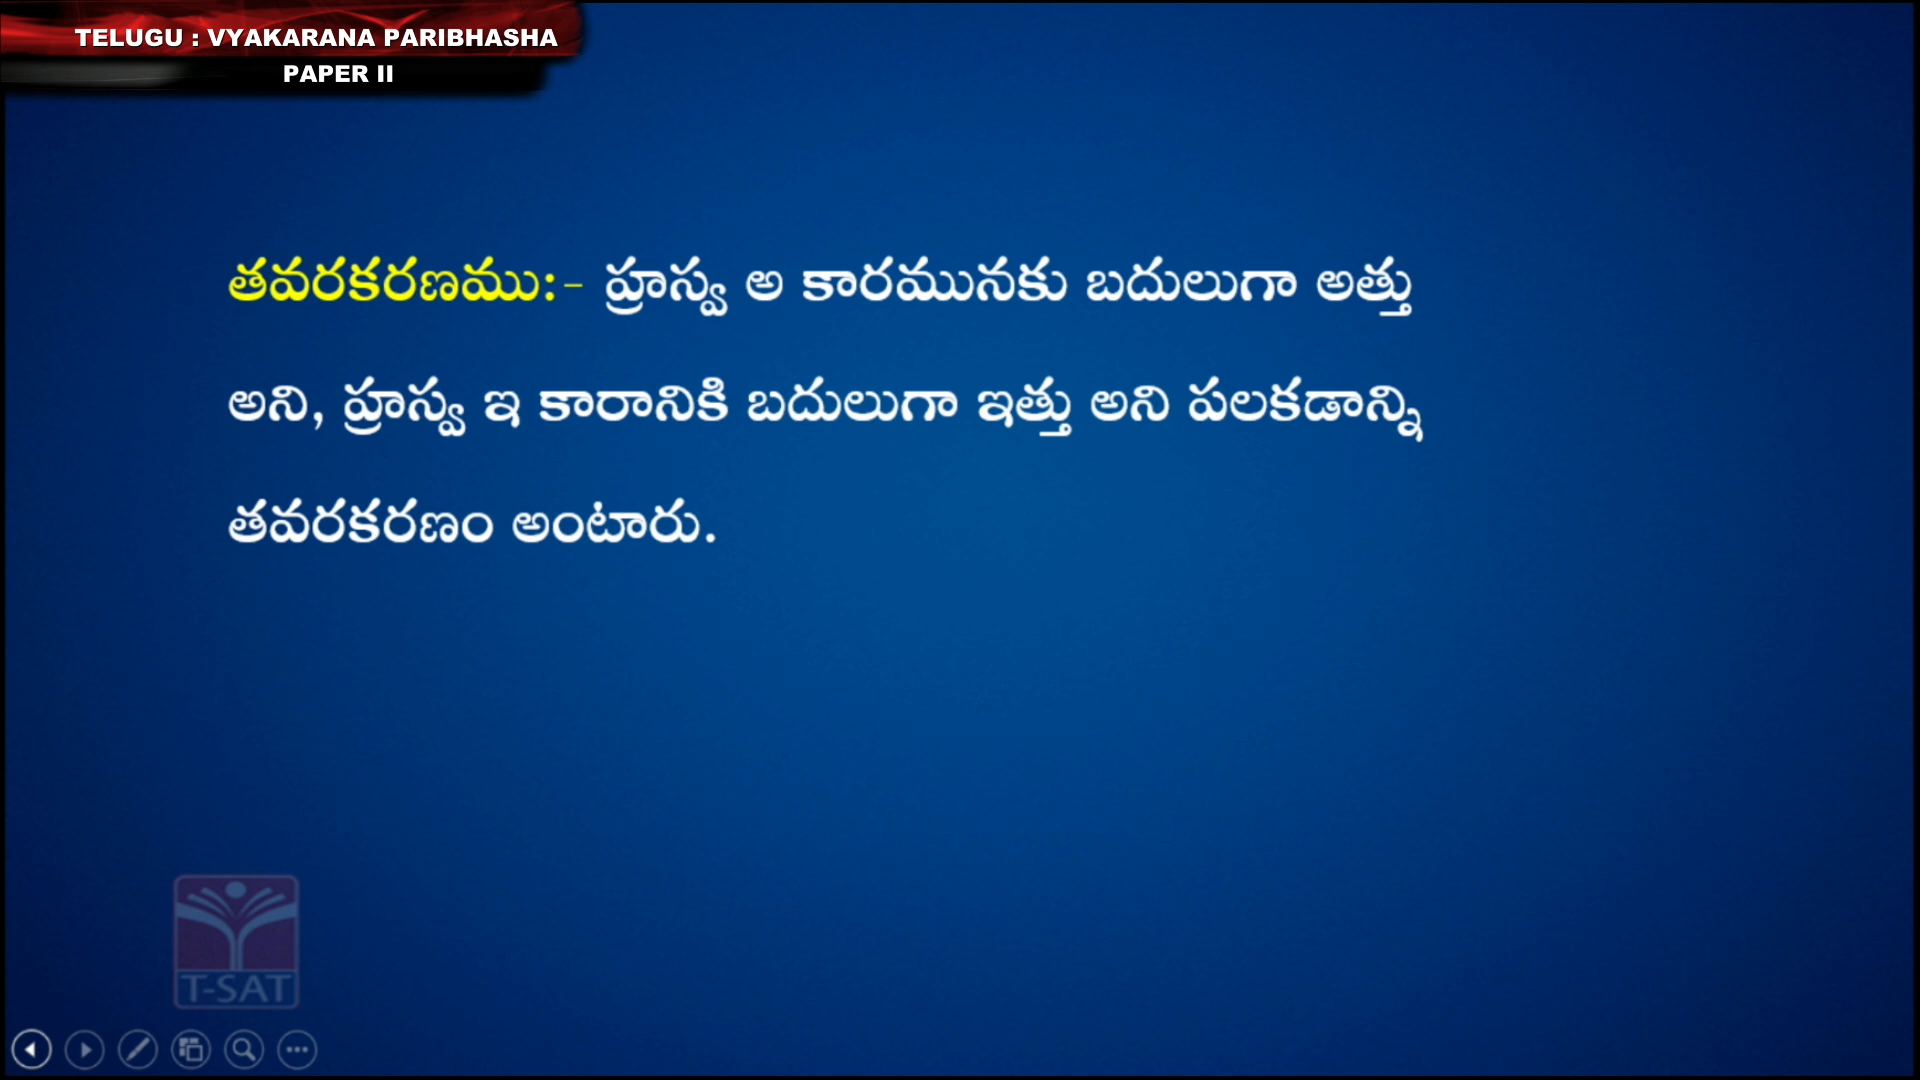 TELUGU : VYAKARANA PARIBHASHA
PAPER II
తవరకరణము:- హ్రస్వ అ కారమునకు బదులుగా అత్తు
అని, హ్రస్వ ఇ కారానికి బదులుగా ఇత్తు అని పలకడాన్ని
తవరకరణం అంటారు.
T-SAT